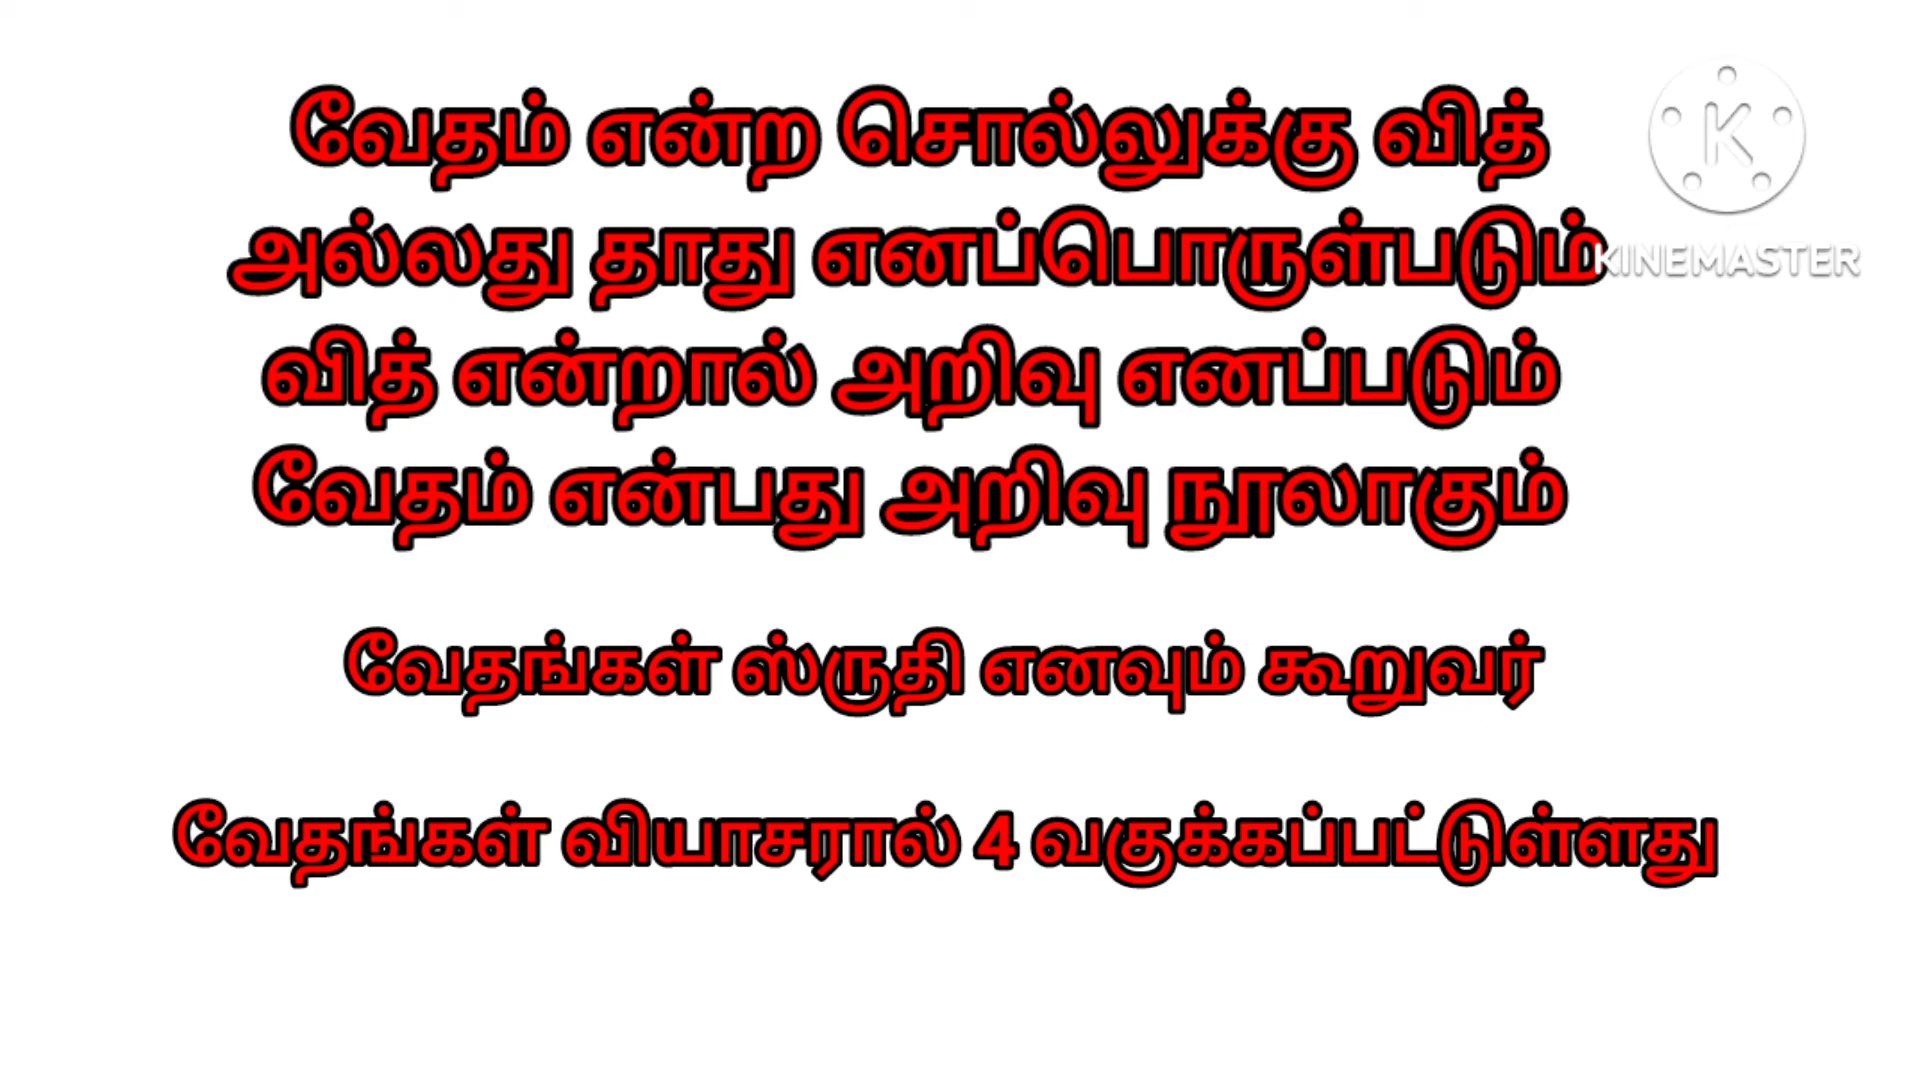 வேதம் என்ற சொல்லுக்கு வித்
அல்லது தாது எனப்பொருள்படும்
வித் என்றால் அறிவு எனப்படும்
வேதம் என்பது அறிவு நூலாகும்
வேதங்கள் ஸ்ருதி எனவும் கூறுவர்
வேதங்கள் வியாசரால் 4 வகுக்கப்பட்டுள்ளது
K
KINEMASTER